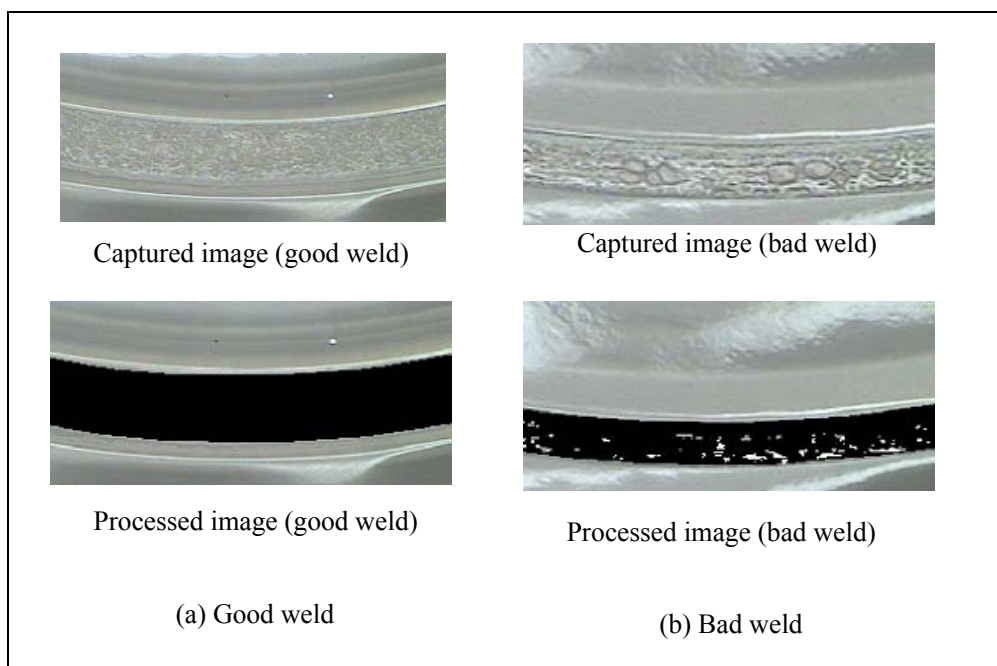 Captured image (good weld)
Captured image (bad weld)
Processed image (good weld)
Processed image (bad weld)
(a) Good weld
(b) Bad weld